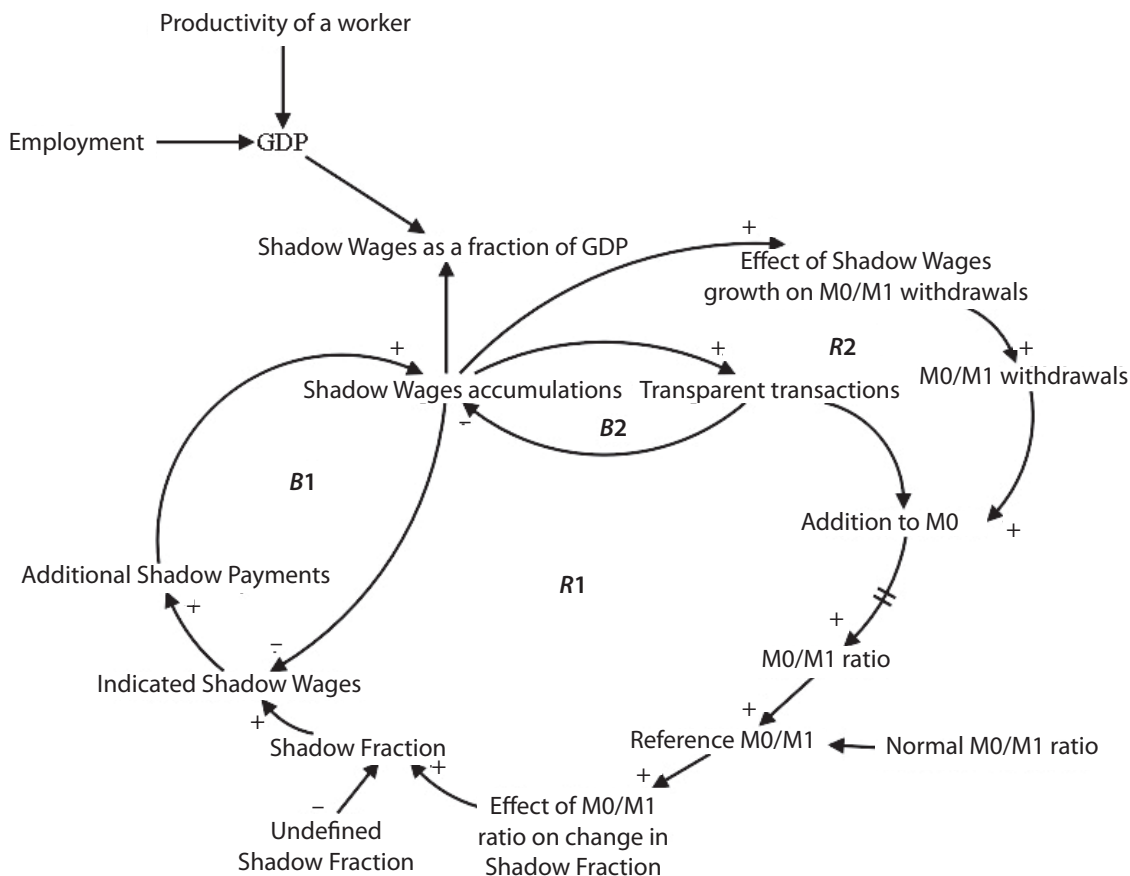 Productivity of a worker
Employment
GDP
Shadow Wages as a fraction of GDP
+
Effect of Shadow Wages
growth on M0/M1 withdrawals
R2
+
M0/M1 withdrawals
+
Shadow Wages accumulations
+
Transparent transactions
–
B2
B1
Addition to M0
+
Additional Shadow Payments
+
R1
–
Indicated Shadow Wages
+
M0/M1 ratio
+
Shadow Fraction
+
+
Reference M0/M1
Normal M0/M1 ratio
+
–
Undefined
Shadow Fraction
Effect of M0/M1
ratio on change in
Shadow Fraction